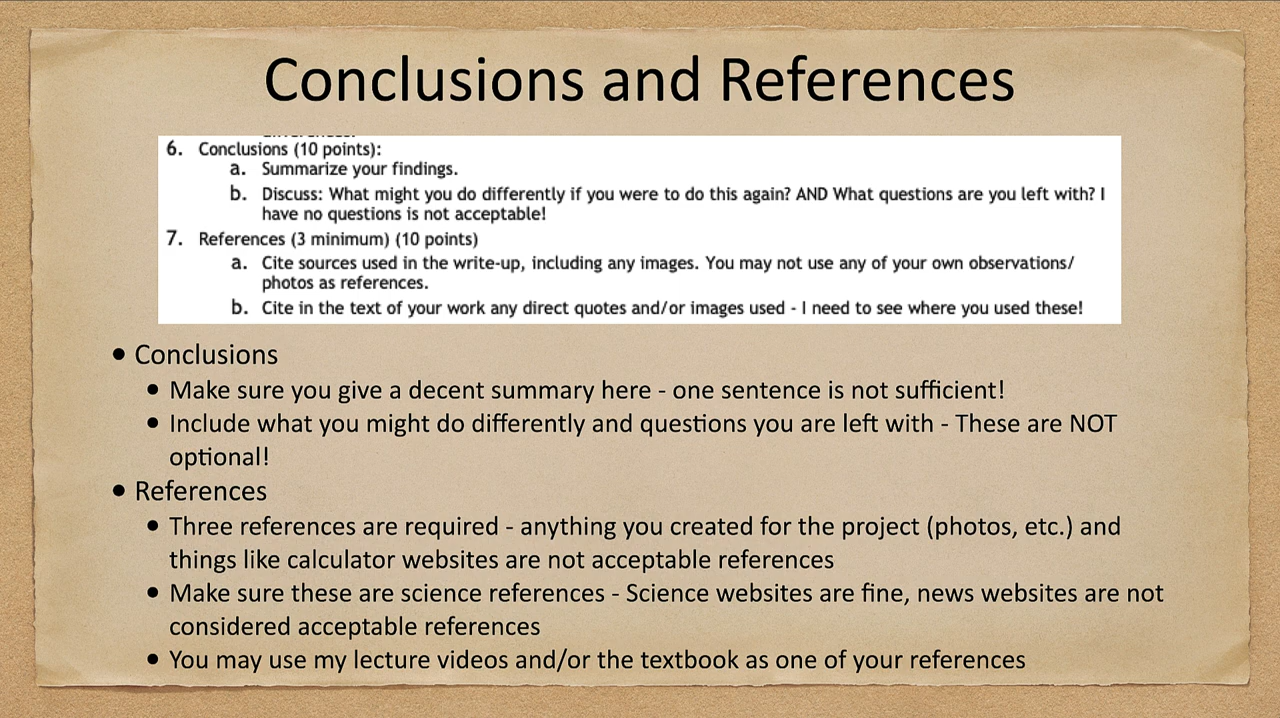 Conclusions and References
6. Conclusions (10 points):
a. Summarize your findings.
b. Discuss: What might you do differently if you were to do this again? AND What questions are you left with? I
have no questions is not acceptable!
7. References (3 minimum) (10 points)
a. Cite sources used in the write-up, including any images. You may not use any of your own observations/
photos as references.
b. Cite in the text of your work any direct quotes and/or images used - I need to see where you used these!
• Conclusions
• Make sure you give a decent summary here - one sentence is not sufficient!
• Include what you might do differently and questions you are left with - These are NOT
optional!
• References
• Three references are required - anything you created for the project (photos, etc.) and
things like calculator websites are not acceptable references
• Make sure these are science references - Science websites are fine, news websites are not
considered acceptable references
• You may use my lecture videos and/or the textbook as one of your references